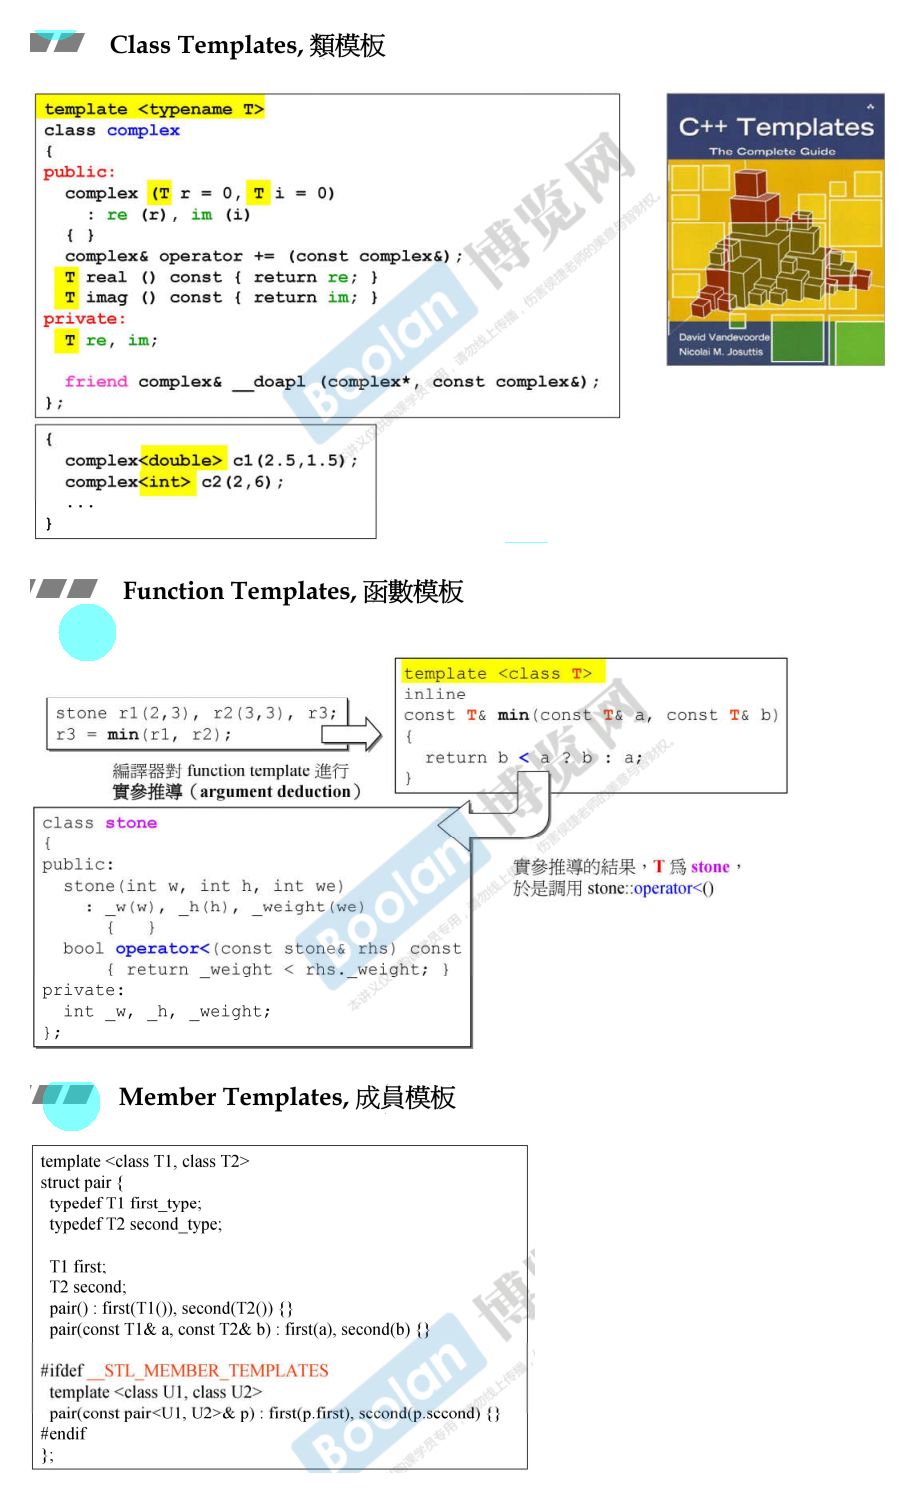 Class Templates, 類模板
template <typename T>
class complex
{
public:
complex (T r = 0, T i = 0)
: re (r), im (i)
{ }
complex& operator += (const complex&);
T real () const { return re; }
T imag () const { return im; }
private:
T re, im;
friend complex& __doapl (complex*, const complex&);
};
C++ Templates
The Complete Guide
David Vandevoorde
Nicolai M. Josuttis
{
complex<double> c1(2.5,1.5);
complex<int> c2(2,6);
...
}
Boolan 博览网
Function Templates, 函數模板
stone r1(2,3), r2(3,3), r3;
r3 = min(r1, r2);
編譯器對 function template 進行
實參推導（argument deduction）
template <class T>
inline
const T& min(const T& a, const T& b)
{
return b < a ? b : a;
}
class stone
{
public:
stone(int w, int h, int we)
: _w(w), _h(h), _weight(we)
{ }
bool operator<(const stone& rhs) const
{ return _weight < rhs._weight; }
private:
int _w, _h, _weight;
};
實參推導的結果，T 為 stone，
於是調用 stone::operator<()
Boolan 博览网
Member Templates, 成員模板
template <class T1, class T2>
struct pair {
typedef T1 first_type;
typedef T2 second_type;
T1 first;
T2 second;
pair() : first(T1()), second(T2()) {}
pair(const T1& a, const T2& b) : first(a), second(b) {}
#ifdef __STL_MEMBER_TEMPLATES
template <class U1, class U2>
pair(const pair<U1, U2>& p) : first(p.first), second(p.second) {}
#endif
};
Boolan 博览